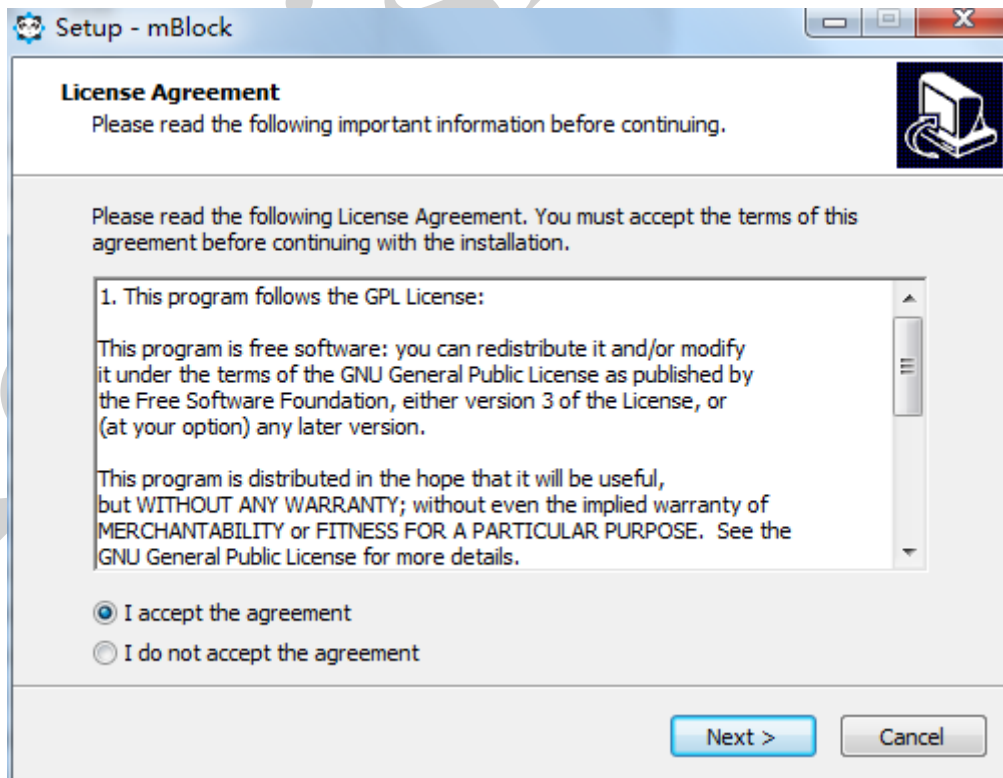 Setup - mBlock
License Agreement
Please read the following important information before continuing.
Please read the following License Agreement. You must accept the terms of this
agreement before continuing with the installation.
1. This program follows the GPL License:
This program is free software: you can redistribute it and/or modify
it under the terms of the GNU General Public License as published by
the Free Software Foundation, either version 3 of the License, or
(at your option) any later version.
This program is distributed in the hope that it will be useful,
but WITHOUT ANY WARRANTY; without even the implied warranty of
MERCHANTABILITY or FITNESS FOR A PARTICULAR PURPOSE.  See the
GNU General Public License for more details.
I accept the agreement
I do not accept the agreement
Next >
Cancel